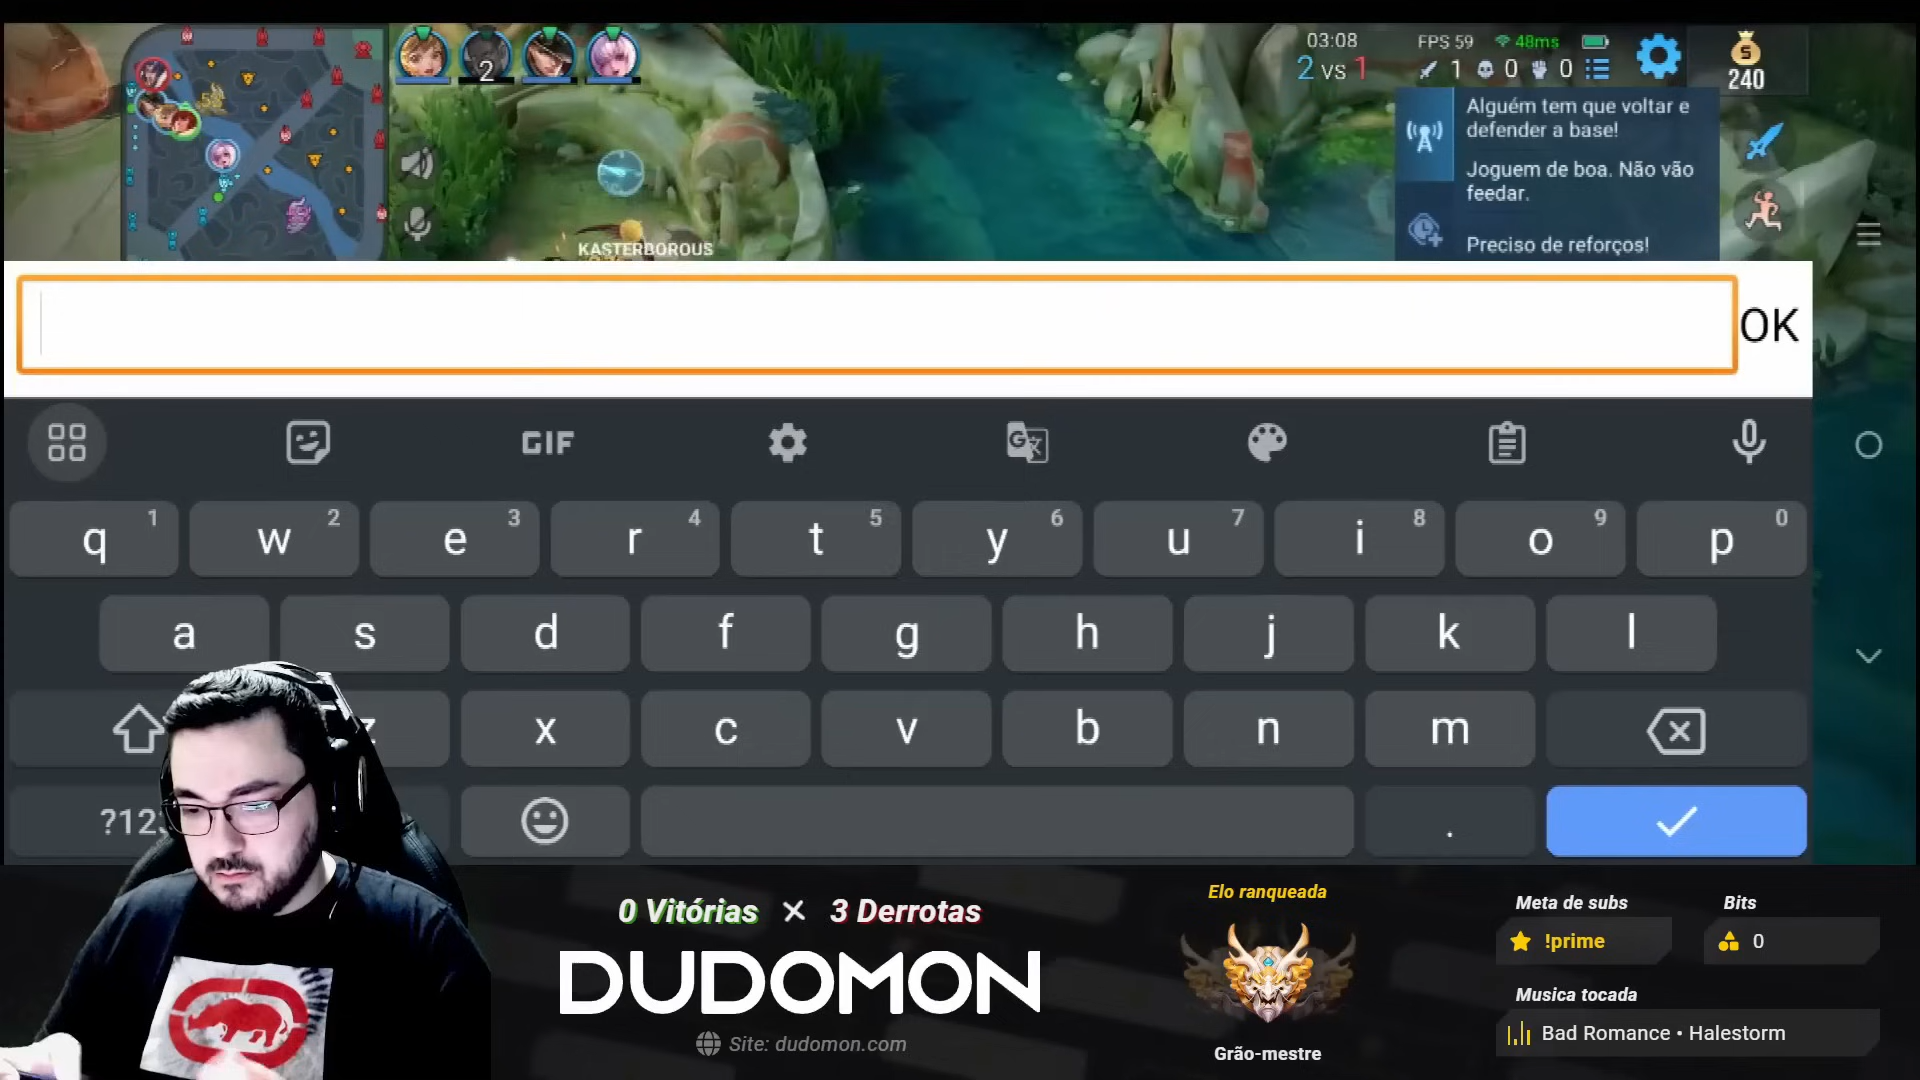 2
03:08
FPS 59
48ms
2 vs 1
1
0
0
240
Alguém tem que voltar e
defender a base!
Joguem de boa. Não vão
feedar.
Preciso de reforços!
KASTERBOROUS
OK
GIF
q 1 w 2 e 3 r 4 t 5 y 6 u 7 i 8 o 9 p 0
a s d f g h j k l
z x c v b n m
?123 .
0 Vitórias X 3 Derrotas
DUDOMON
Site: dudomon.com
Elo ranqueada
Grão-mestre
Meta de subs
!prime
Bits
0
Musica tocada
Bad Romance • Halestorm